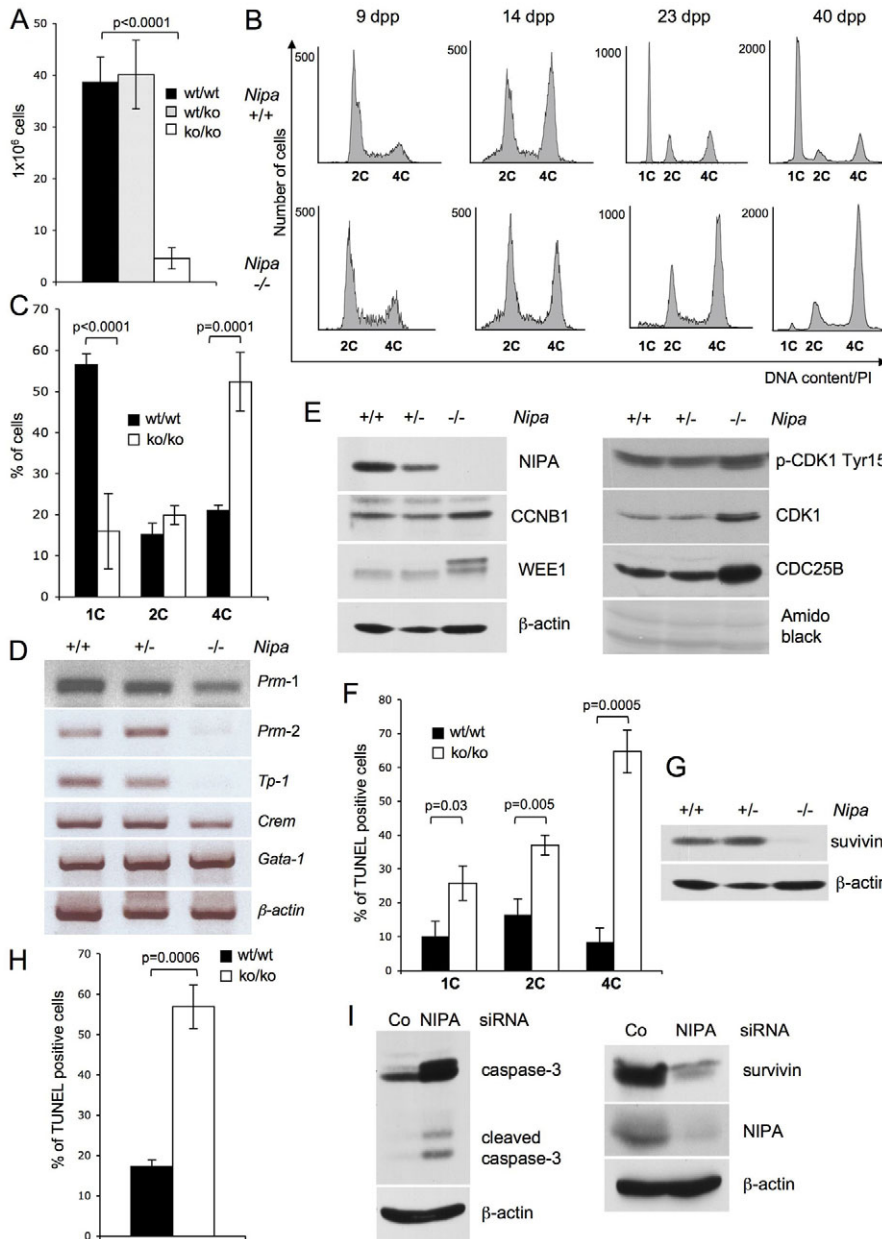 A
p<0.0001
50
40
30
20
10
0
1x10⁶ cells
wt/wt
wt/ko
ko/ko
B
9 dpp 14 dpp 23 dpp 40 dpp
Nipa +/+
Nipa -/-
Number of cells
500 500 1000 2000
2C 4C 2C 4C 1C 2C 4C 1C 2C 4C
500 500 1000 2000
2C 4C 2C 4C 1C 2C 4C 1C 2C 4C
DNA content/PI
C
70
60
50
40
30
20
10
0
% of cells
p<0.0001 p=0.0001
wt/wt
ko/ko
1C 2C 4C
D
+/+ +/- -/- Nipa
Prm-1
Prm-2
Tp-1
Crem
Gata-1
β-actin
E
+/+ +/- -/- Nipa
NIPA
CCNB1
WEE1
β-actin
+/+ +/- -/- Nipa
p-CDK1 Tyr15
CDK1
CDC25B
Amido
black
F
80
70
60
50
40
30
20
10
0
% of TUNEL positive cells
wt/wt
ko/ko
p=0.03
p=0.005
p=0.0005
1C 2C 4C
G
+/+ +/- -/- Nipa
suvivin
β-actin
H
70
60
50
40
30
20
10
0
% of TUNEL positive cells
p=0.0006
wt/wt
ko/ko
I
Co NIPA siRNA
caspase-3
cleaved
caspase-3
β-actin
Co NIPA siRNA
survivin
NIPA
β-actin